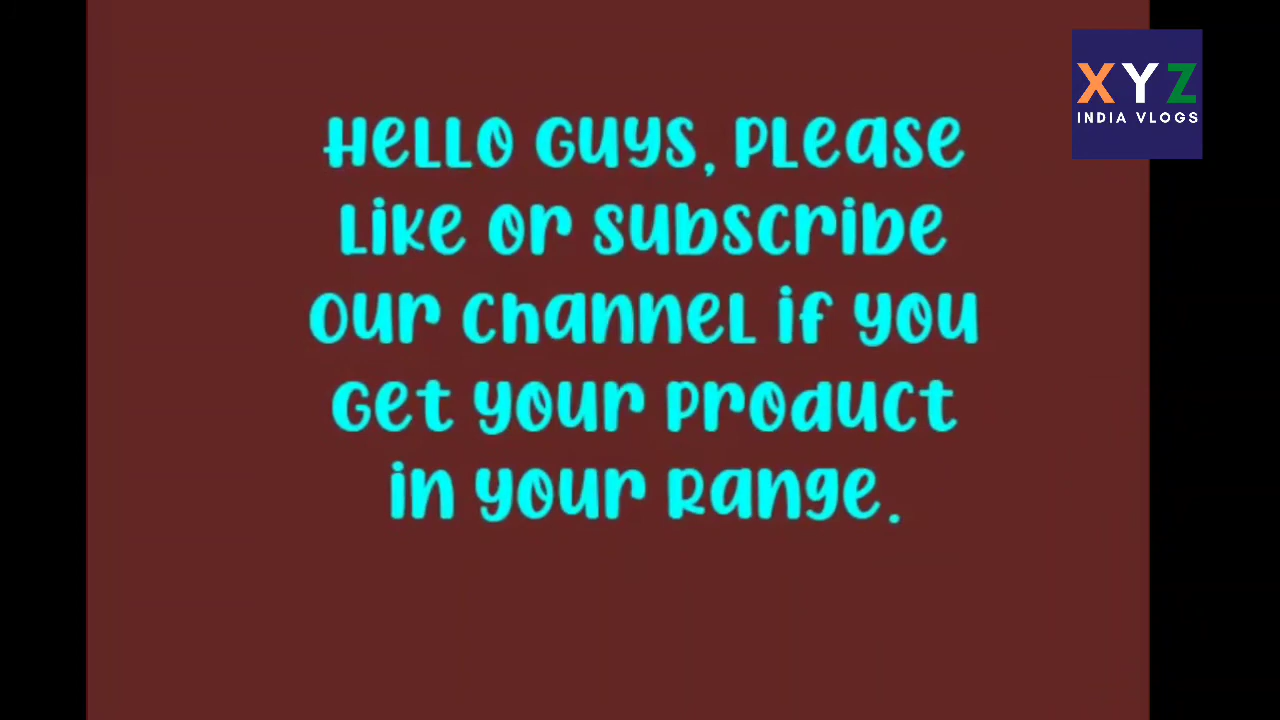 Hello Guys, Please
Like or Subscribe
our channel if you
Get your product
in your Range.
XYZ
INDIA VLOGS